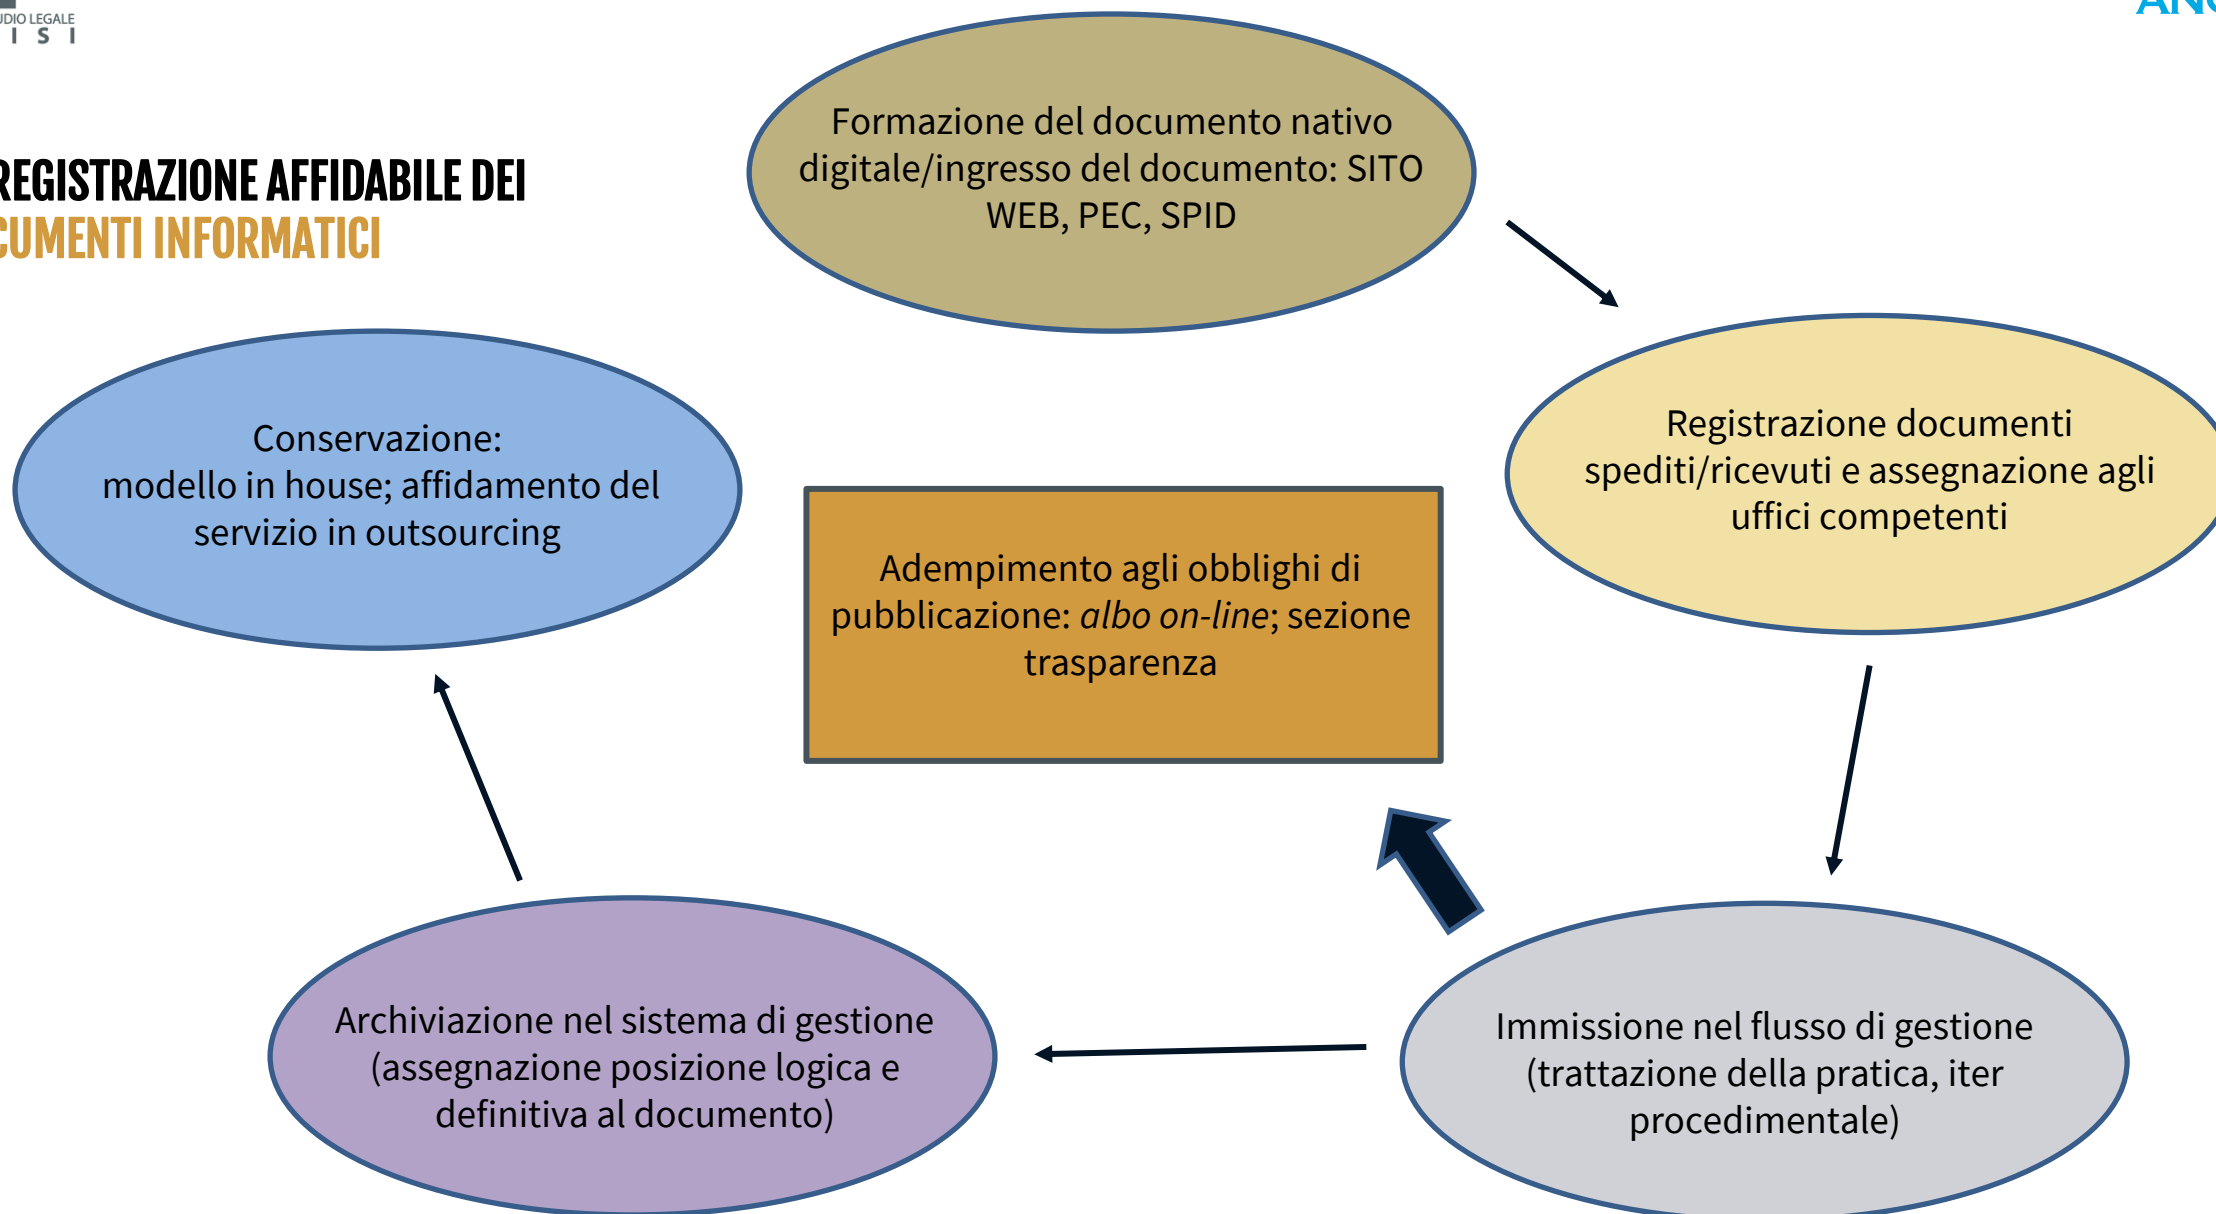 STUDIO LEGALE
I S I
REGISTRAZIONE AFFIDABILE DEI
CUMENTI INFORMATICI
Formazione del documento nativo
digitale/ingresso del documento: SITO
WEB, PEC, SPID
Registrazione documenti
spediti/ricevuti e assegnazione agli
uffici competenti
Conservazione:
modello in house; affidamento del
servizio in outsourcing
Adempimento agli obblighi di
pubblicazione: albo on-line; sezione
trasparenza
Archiviazione nel sistema di gestione
(assegnazione posizione logica e
definitiva al documento)
Immissione nel flusso di gestione
(trattazione della pratica, iter
procedimentale)